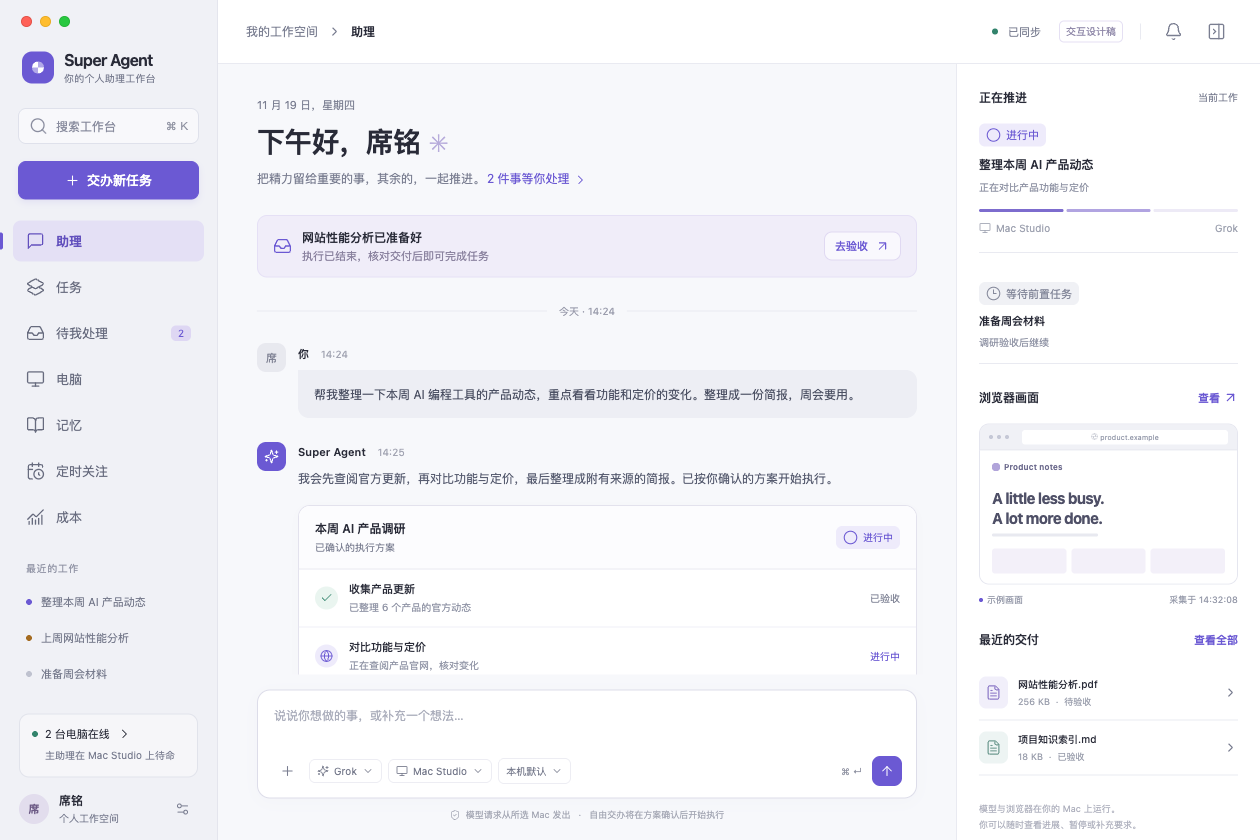 Super Agent
你的个人助理工作台
搜索工作台 ⌘ K
+ 交办新任务
助理
任务
待我处理 2
电脑
记忆
定时关注
成本
最近的工作
整理本周 AI 产品动态
上周网站性能分析
准备周会材料
2 台电脑在线
主助理在 Mac Studio 上待命
席 席铭
个人工作空间
我的工作空间 > 助理
已同步 交互设计稿
11 月 19 日，星期四
下午好，席铭
把精力留给重要的事，其余的，一起推进。2 件事等你处理
网站性能分析已准备好
执行已结束，核对交付后即可完成任务
去验收
今天 · 14:24
席 你 14:24
帮我整理一下本周 AI 编程工具的产品动态，重点看看功能和定价的变化。整理成一份简报，周会要用。
Super Agent 14:25
我会先查阅官方更新，再对比功能与定价，最后整理成附有来源的简报。已按你确认的方案开始执行。
本周 AI 产品调研
已确认的执行方案
进行中
收集产品更新
已整理 6 个产品的官方动态
已验收
对比功能与定价
正在查阅产品官网，核对变化
进行中
说说你想做的事，或补充一个想法...
Grok Mac Studio 本机默认 ⌘ ↵
模型请求从所选 Mac 发出 · 自由交办将在方案确认后开始执行
正在推进 当前工作
进行中
整理本周 AI 产品动态
正在对比产品功能与定价
Mac Studio Grok
等待前置任务
准备周会材料
调研验收后继续
浏览器画面 查看
product.example
Product notes
A little less busy.
A lot more done.
示例画面 采集于 14:32:08
最近的交付 查看全部
网站性能分析.pdf
256 KB · 待验收
项目知识索引.md
18 KB · 已验收
模型与浏览器在你的 Mac 上运行。
你可以随时查看进展、暂停或补充要求。